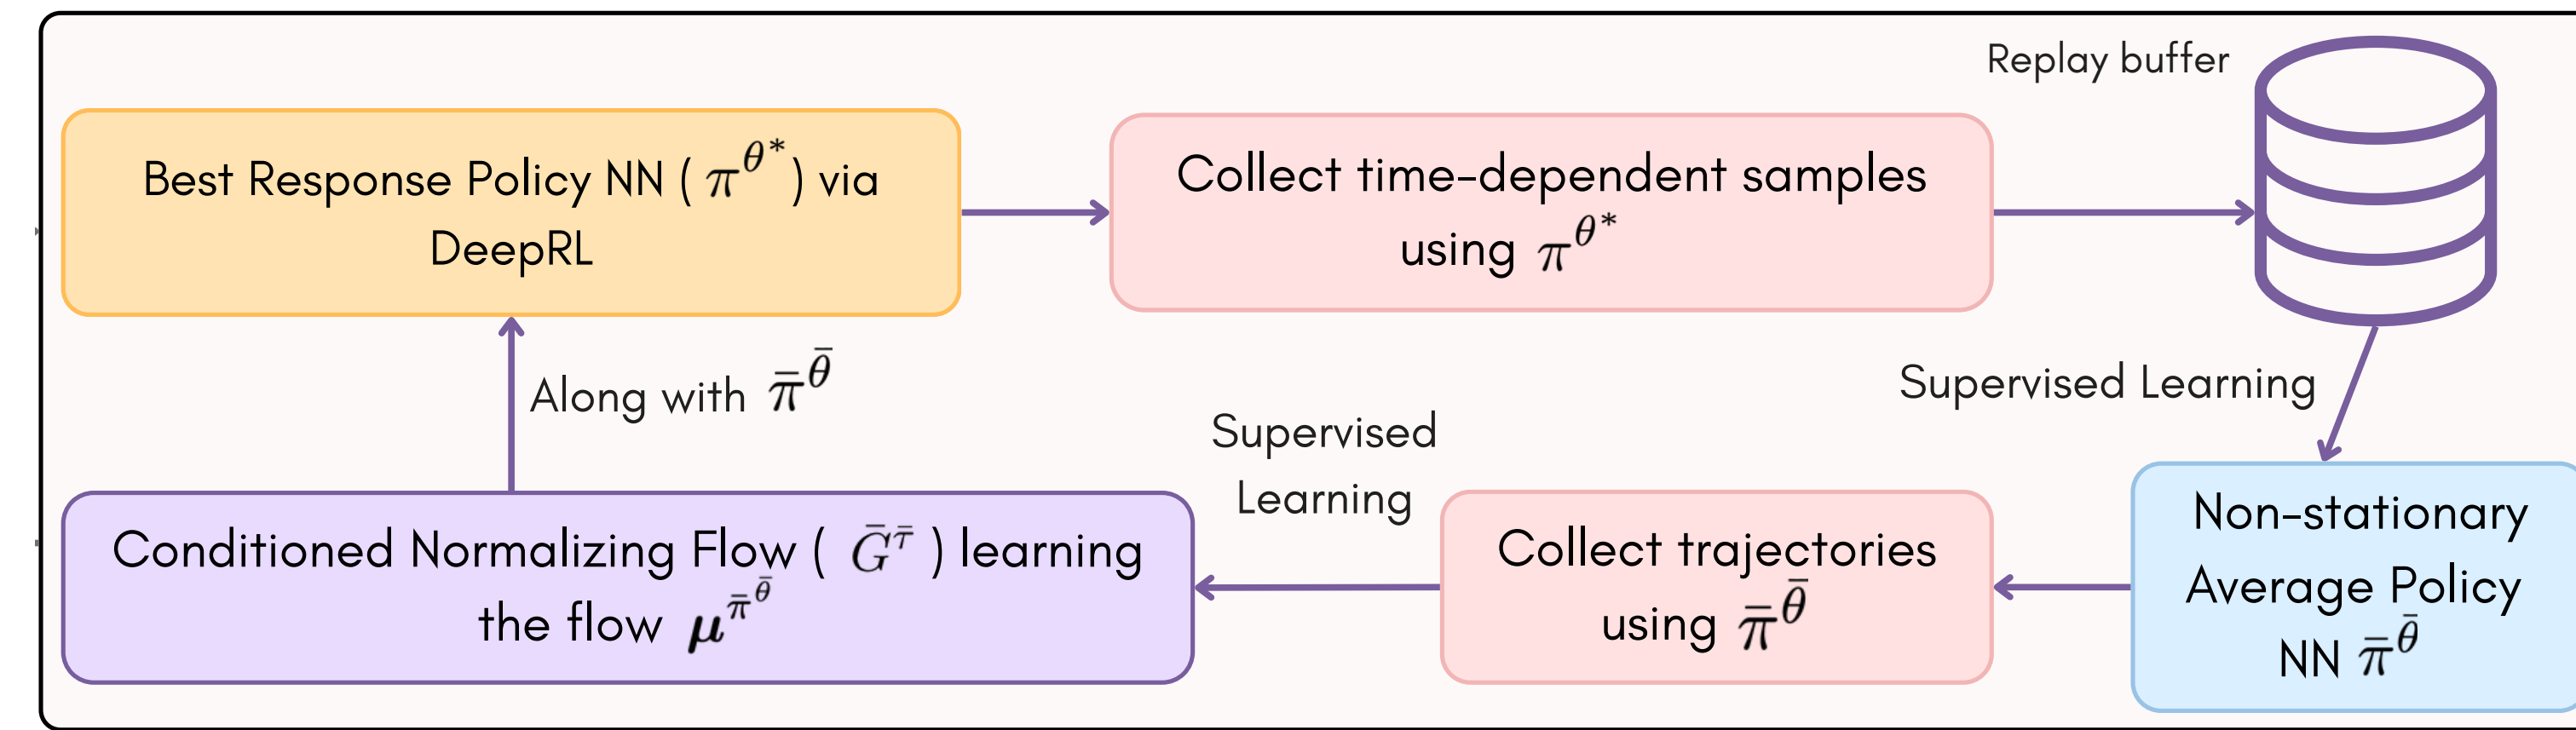 Replay buffer
Best Response Policy NN ( π^{θ*} ) via
DeepRL
Collect time-dependent samples
using π^{θ*}
Supervised Learning
Along with π̄^{θ̄}
Supervised
Learning
Conditioned Normalizing Flow ( Ḡ^{τ̄} ) learning
the flow μ^{π̄^{θ̄}}
Collect trajectories
using π̄^{θ̄}
Non-stationary
Average Policy
NN π̄^{θ̄}